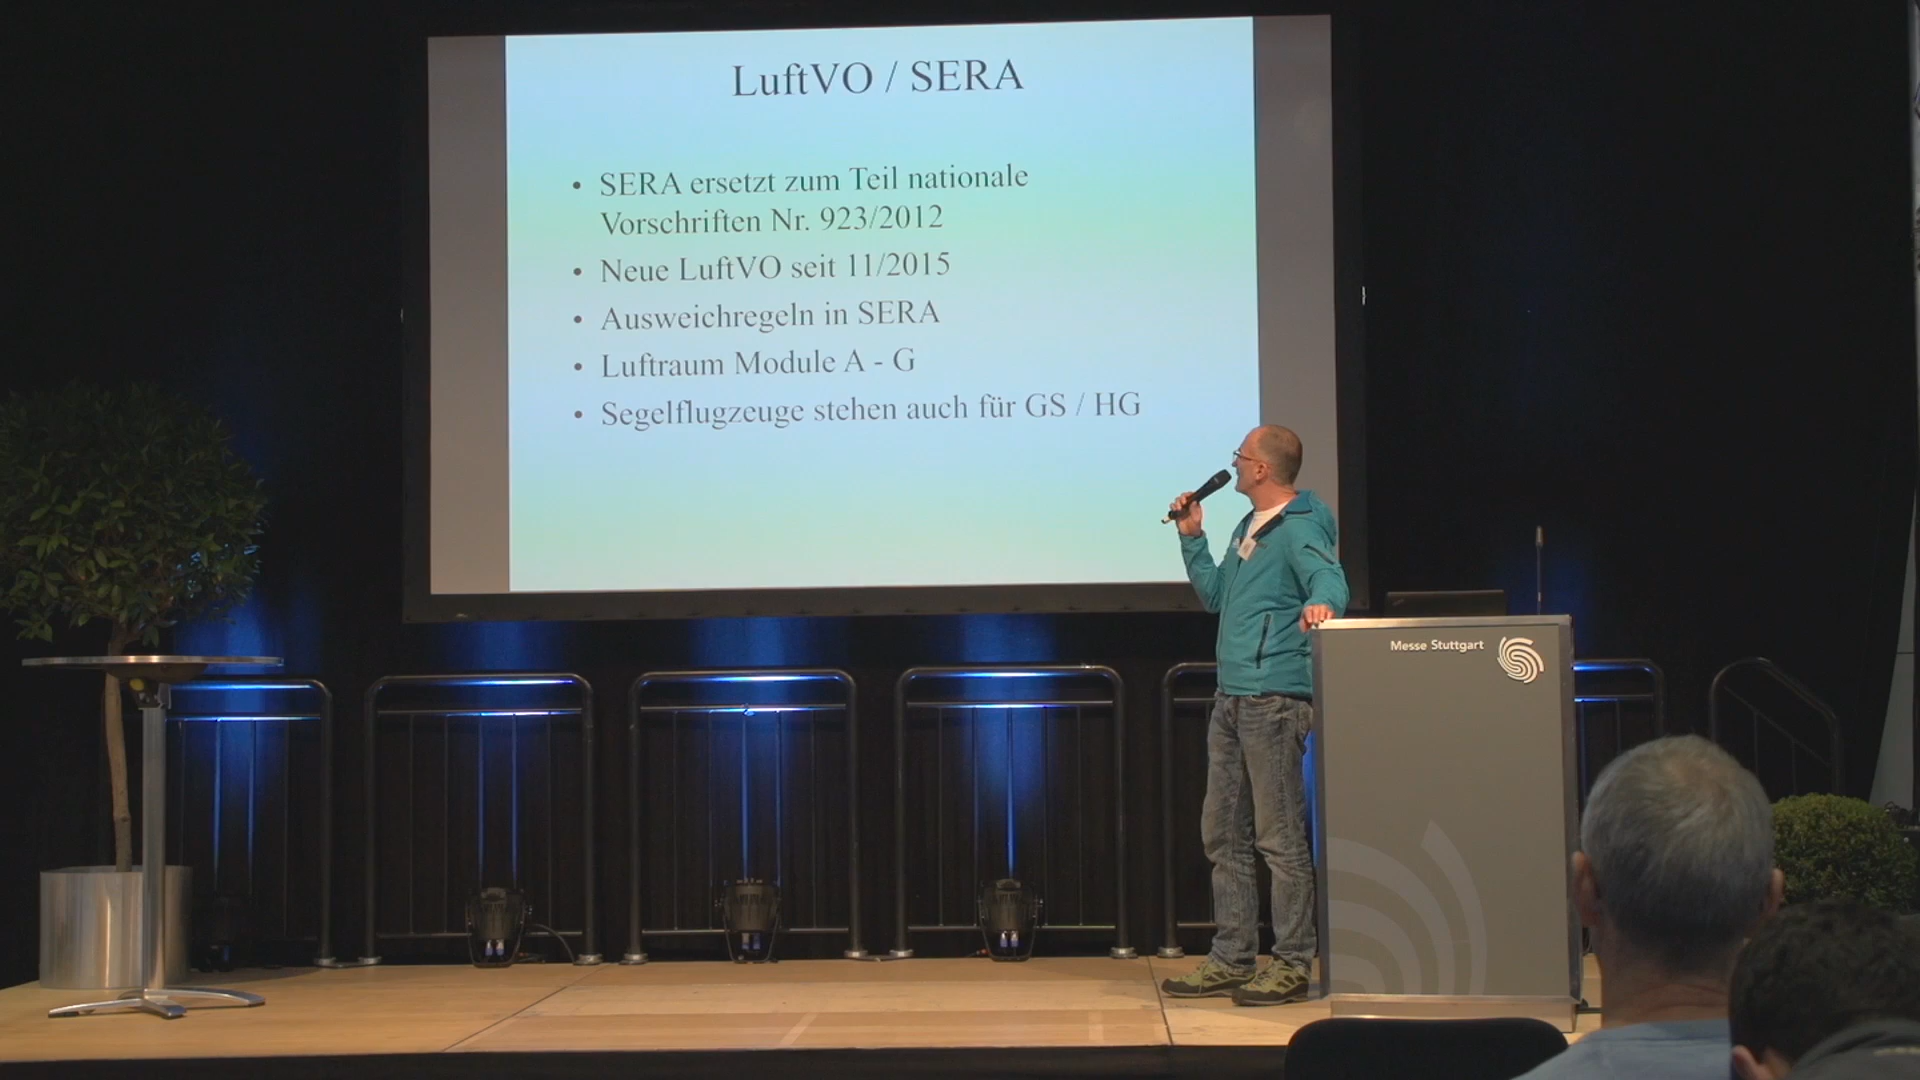 LuftVO / SERA
• SERA ersetzt zum Teil nationale
Vorschriften Nr. 923/2012
• Neue LuftVO seit 11/2015
• Ausweichregeln in SERA
• Luftraum Module A - G
• Segelflugzeuge stehen auch für GS / HG
Messe Stuttgart